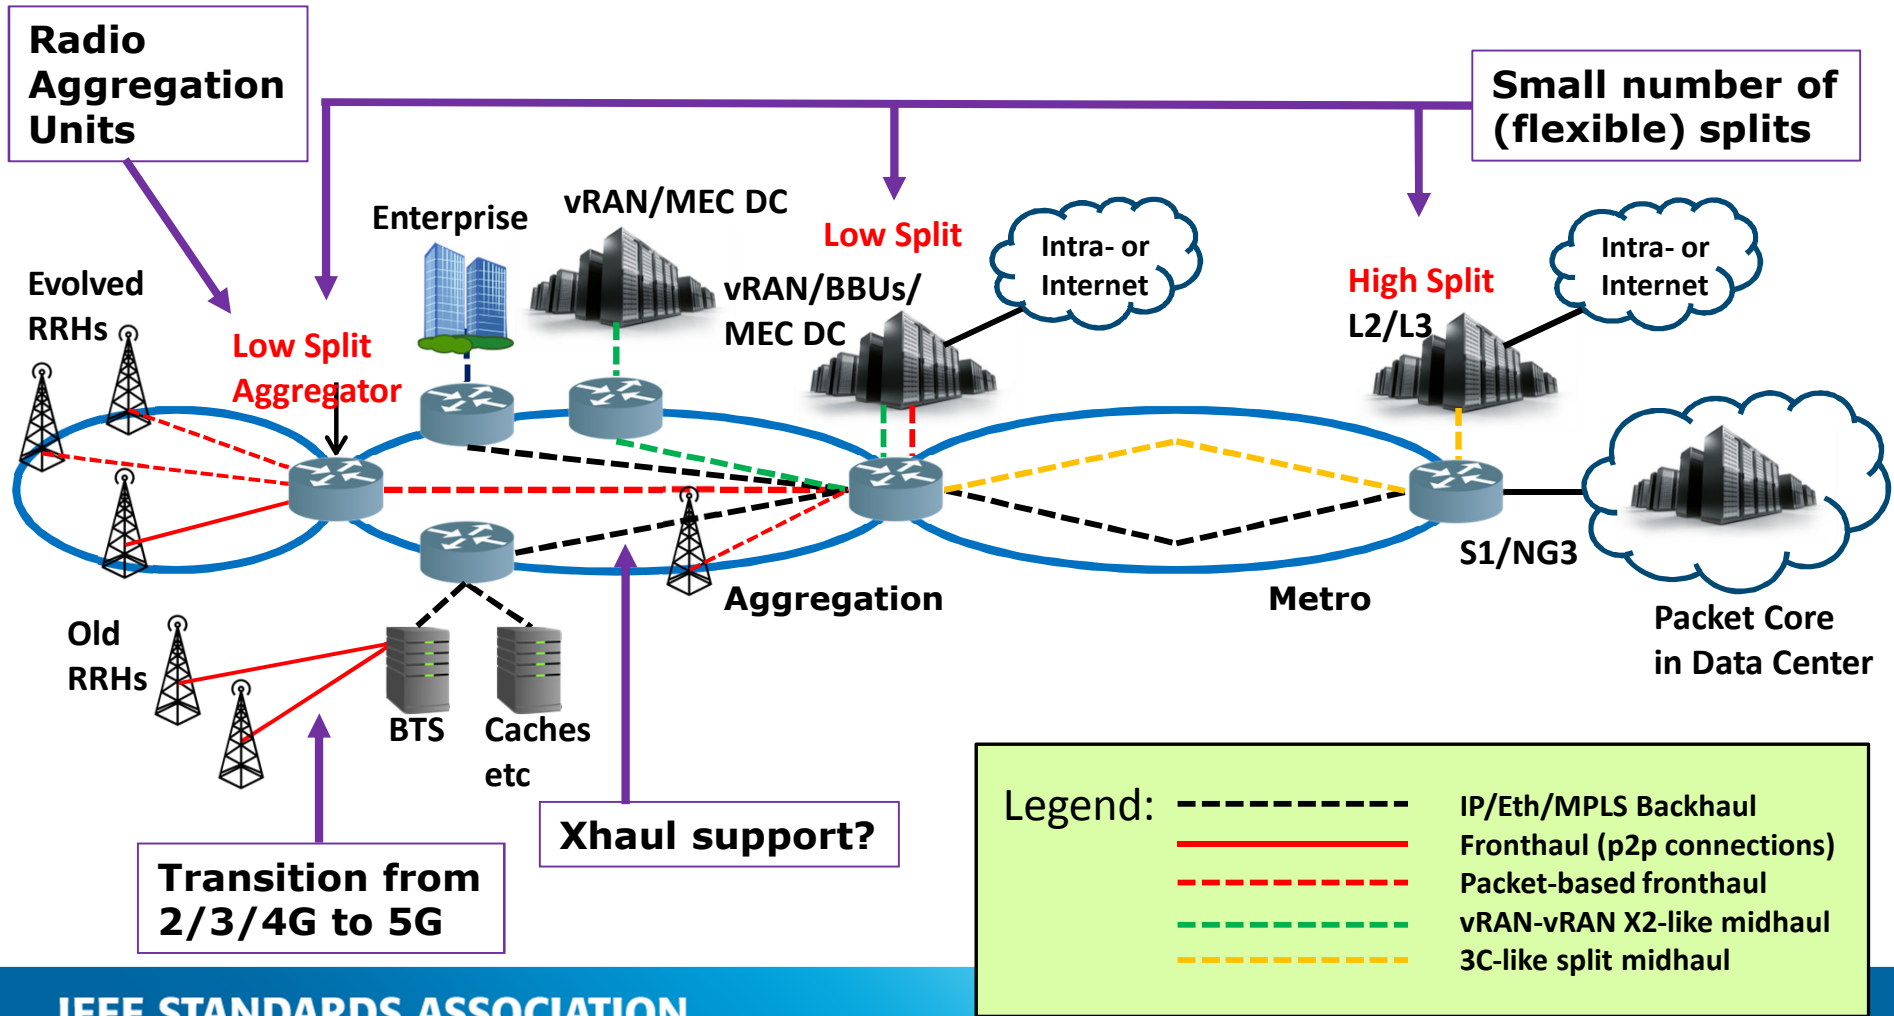 Radio
Aggregation
Units
Small number of
(flexible) splits
Enterprise
vRAN/MEC DC
Low Split
Intra- or
Internet
Intra- or
Internet
Evolved
RRHs
vRAN/BBUs/
MEC DC
High Split
L2/L3
Low Split
Aggregator
S1/NG3
Aggregation
Metro
Packet Core
in Data Center
Old
RRHs
BTS
Caches
etc
Xhaul support?
Transition from
2/3/4G to 5G
Legend:
IP/Eth/MPLS Backhaul
Fronthaul (p2p connections)
Packet-based fronthaul
vRAN-vRAN X2-like midhaul
3C-like split midhaul
IEEE STANDARDS ASSOCIATION